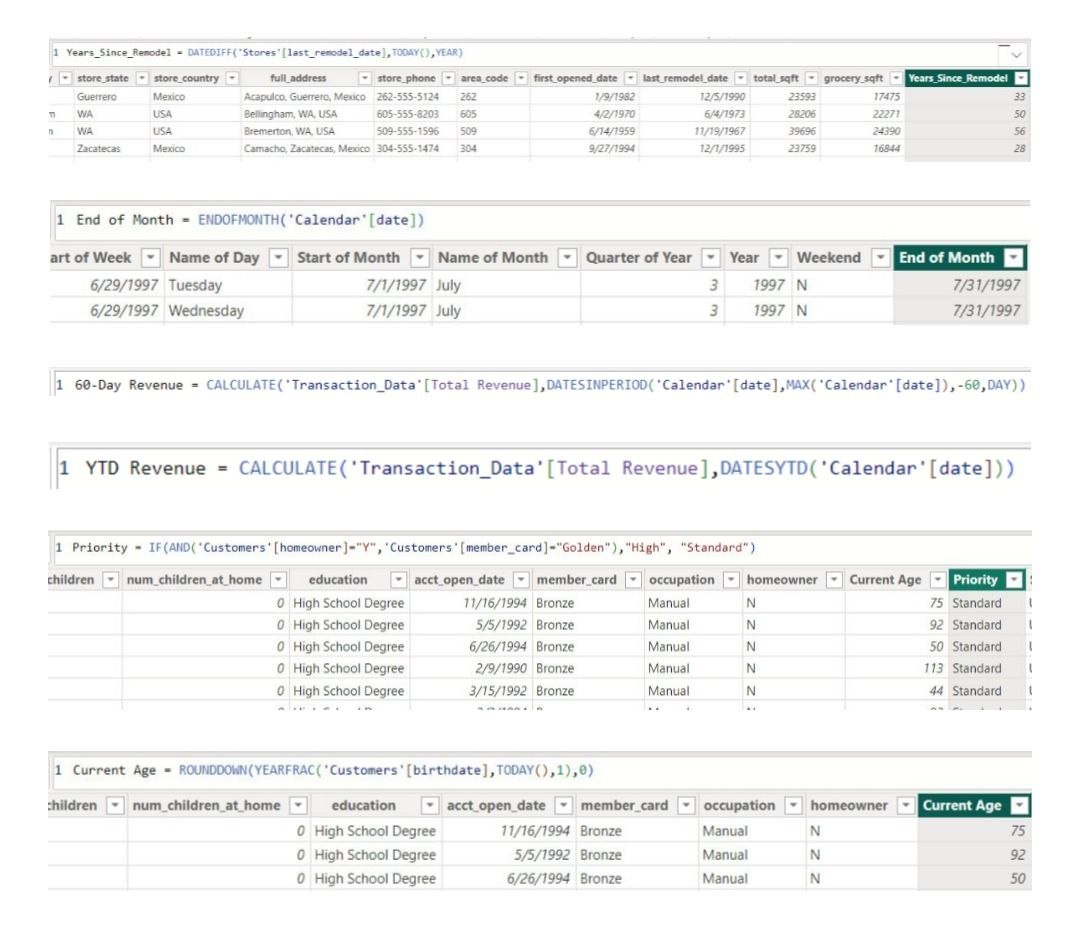 1 Years_Since_Remodel = DATEDIFF('Stores'[last_remodel_date],TODAY(),YEAR)
y store_state store_country full_address store_phone area_code first_opened_date last_remodel_date total_sqft grocery_sqft Years_Since_Remodel
Guerrero Mexico Acapulco, Guerrero, Mexico 262-555-5124 262 1/9/1982 12/5/1990 23593 17475 33
m WA USA Bellingham, WA, USA 605-555-8203 605 4/2/1970 6/4/1973 28206 22271 50
n WA USA Bremerton, WA, USA 509-555-1596 509 6/14/1959 11/19/1967 39696 24390 56
Zacatecas Mexico Camacho, Zacatecas, Mexico 304-555-1474 304 9/27/1994 12/1/1995 23759 16844 28
1 End of Month = ENDOFMONTH('Calendar'[date])
art of Week Name of Day Start of Month Name of Month Quarter of Year Year Weekend End of Month
6/29/1997 Tuesday 7/1/1997 July 3 1997 N 7/31/1997
6/29/1997 Wednesday 7/1/1997 July 3 1997 N 7/31/1997
1 60-Day Revenue = CALCULATE('Transaction_Data'[Total Revenue],DATESINPERIOD('Calendar'[date],MAX('Calendar'[date]),-60,DAY))
1 YTD Revenue = CALCULATE('Transaction_Data'[Total Revenue],DATESYTD('Calendar'[date]))
1 Priority = IF(AND('Customers'[homeowner]="Y",'Customers'[member_card]="Golden"),"High", "Standard")
children num_children_at_home education acct_open_date member_card occupation homeowner Current Age Priority
0 High School Degree 11/16/1994 Bronze Manual N 75 Standard
0 High School Degree 5/5/1992 Bronze Manual N 92 Standard
0 High School Degree 6/26/1994 Bronze Manual N 50 Standard
0 High School Degree 2/9/1990 Bronze Manual N 113 Standard
0 High School Degree 3/15/1992 Bronze Manual N 44 Standard
1 Current Age = ROUNDDOWN(YEARFRAC('Customers'[birthdate],TODAY(),1),0)
children num_children_at_home education acct_open_date member_card occupation homeowner Current Age
0 High School Degree 11/16/1994 Bronze Manual N 75
0 High School Degree 5/5/1992 Bronze Manual N 92
0 High School Degree 6/26/1994 Bronze Manual N 50